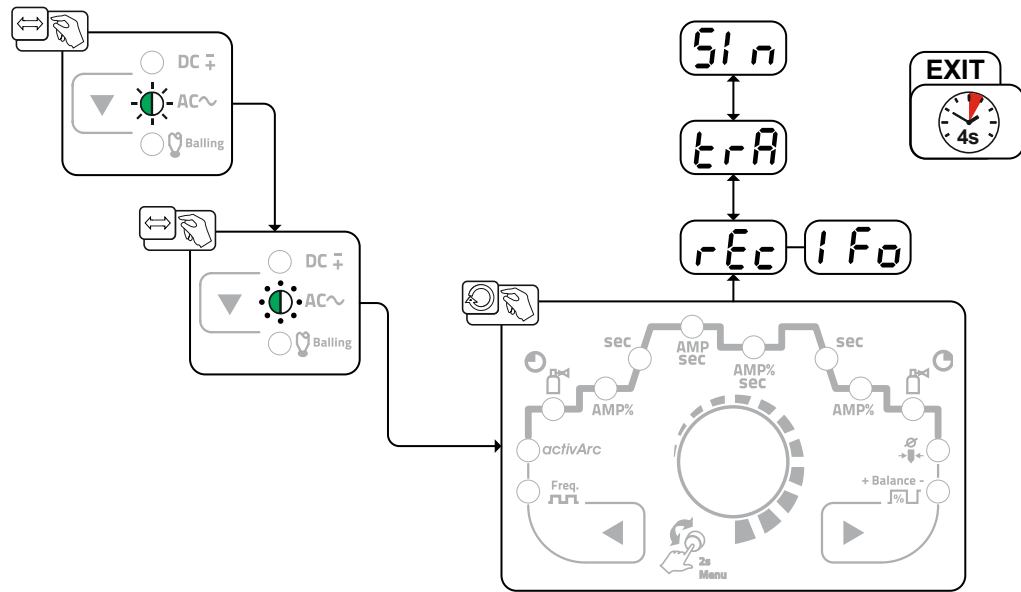 DC
AC
Balling
DC
AC
Balling
SIn
trA
rEc
IFo
EXIT
4s
sec
AMP%
AMP
sec
AMP%
sec
sec
AMP%
activArc
Freq.
+ Balance -
%
2s
Menu